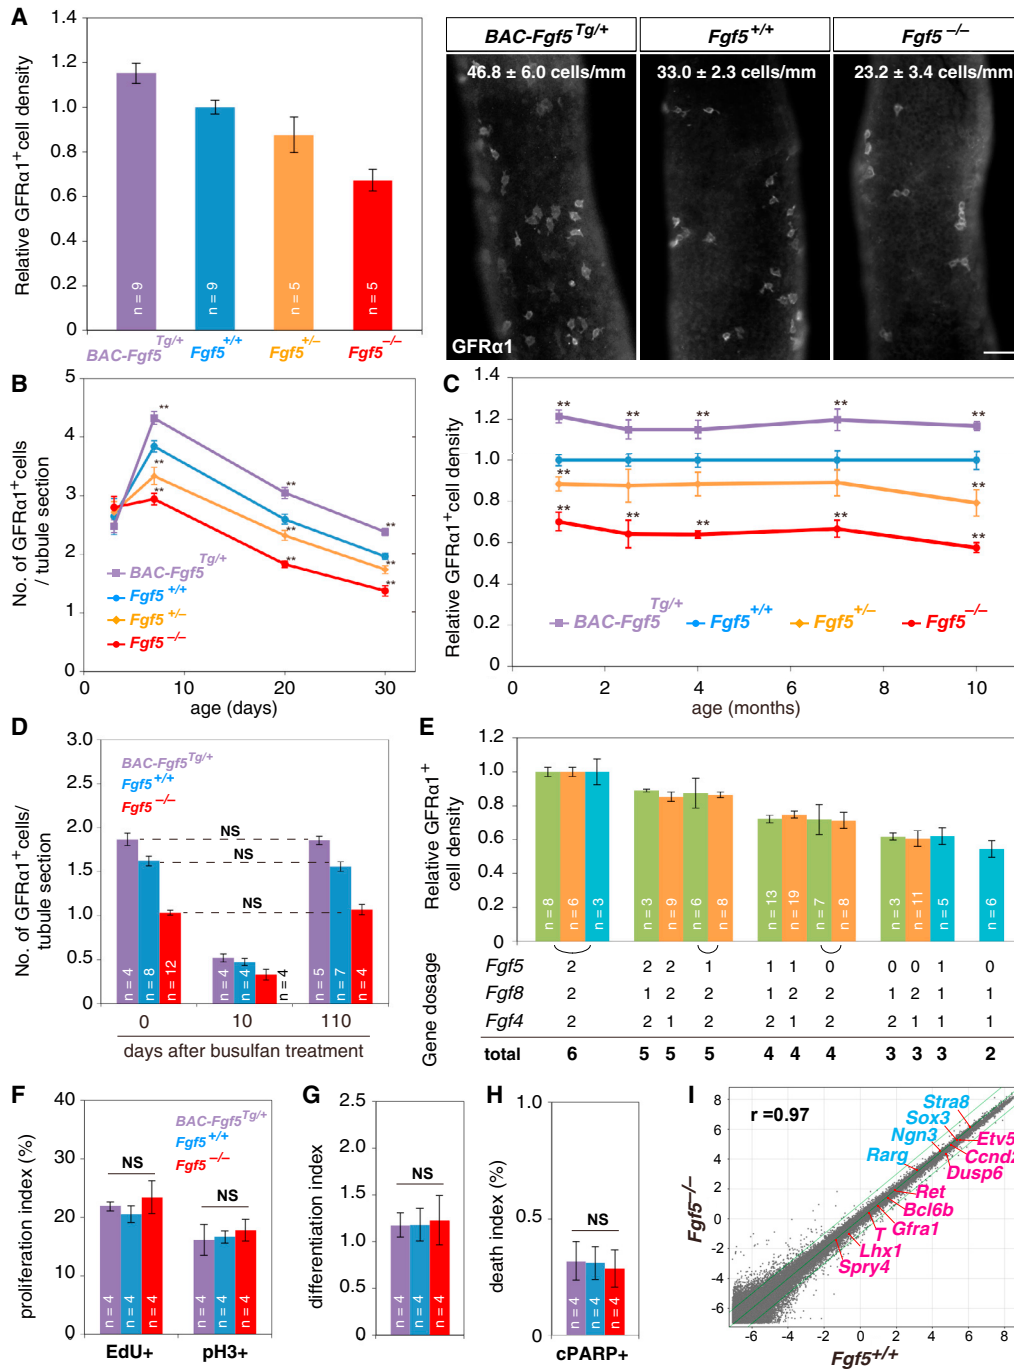 A
Relative GFRα1+cell density
1.4
1.2
1.0
0.8
0.6
0.4
0.2
0
n = 9
n = 9
n = 5
n = 5
BAC-Fgf5Tg/+
Fgf5+/+
Fgf5+/–
Fgf5–/–
BAC-Fgf5Tg/+
Fgf5+/+
Fgf5–/–
46.8 ± 6.0 cells/mm
33.0 ± 2.3 cells/mm
23.2 ± 3.4 cells/mm
GFRα1
B
No. of GFRα1+cells
/ tubule section
5
4
3
2
1
0
**
**
**
**
**
**
**
**
**
BAC-Fgf5Tg/+
Fgf5+/+
Fgf5+/–
Fgf5–/–
0
10
20
30
age (days)
C
Relative GFRα1+cell density
1.4
1.2
1.0
0.8
0.6
0.4
0.2
0
** ** ** ** **
** **
** ** ** ** **
BAC-Fgf5Tg/+
Fgf5+/+
Fgf5+/–
Fgf5–/–
0 2 4 6 8 10
age (months)
D
No. of GFRα1+cells/
tubule section
3.0
2.5
2.0
1.5
1.0
0.5
0
BAC-Fgf5Tg/+
Fgf5+/+
Fgf5–/–
NS
NS
NS
n = 4
n = 8
n = 12
n = 4
n = 4
n = 4
n = 5
n = 7
n = 4
0 10 110
days after busulfan treatment
E
Relative GFRα1+
cell density
1.2
1.0
0.8
0.6
0.4
0.2
0
n = 8
n = 6
n = 3
n = 3
n = 9
n = 6
n = 8
n = 13
n = 19
n = 7
n = 8
n = 3
n = 11
n = 5
n = 6
Gene dosage
Fgf5 2 2 2 1 1 1 0 0 0 1 0
Fgf8 2 1 2 2 1 2 2 1 2 1 1
Fgf4 2 2 1 2 2 1 2 2 1 1 1
total 6 5 5 5 4 4 4 3 3 3 2
F
proliferation index (%)
40
30
20
10
0
BAC-Fgf5Tg/+
Fgf5+/+
Fgf5–/–
NS
NS
n = 4
n = 4
n = 4
n = 4
n = 4
n = 4
EdU+ pH3+
G
differentiation index
2.5
2.0
1.5
1.0
0.5
0
NS
n = 4
n = 4
n = 4
H
death index (%)
1.0
0.5
0
NS
n = 4
n = 4
n = 4
cPARP+
I
r =0.97
Fgf5–/–
8
6
4
2
0
-2
-4
-6
Stra8
Sox3
Ngn3
Rarg
Etv5
Ccnd2
Dusp6
Ret
Bcl6b
Gfra1
T
Lhx1
Spry4
-6 -4 -2 0 2 4 6 8
Fgf5+/+